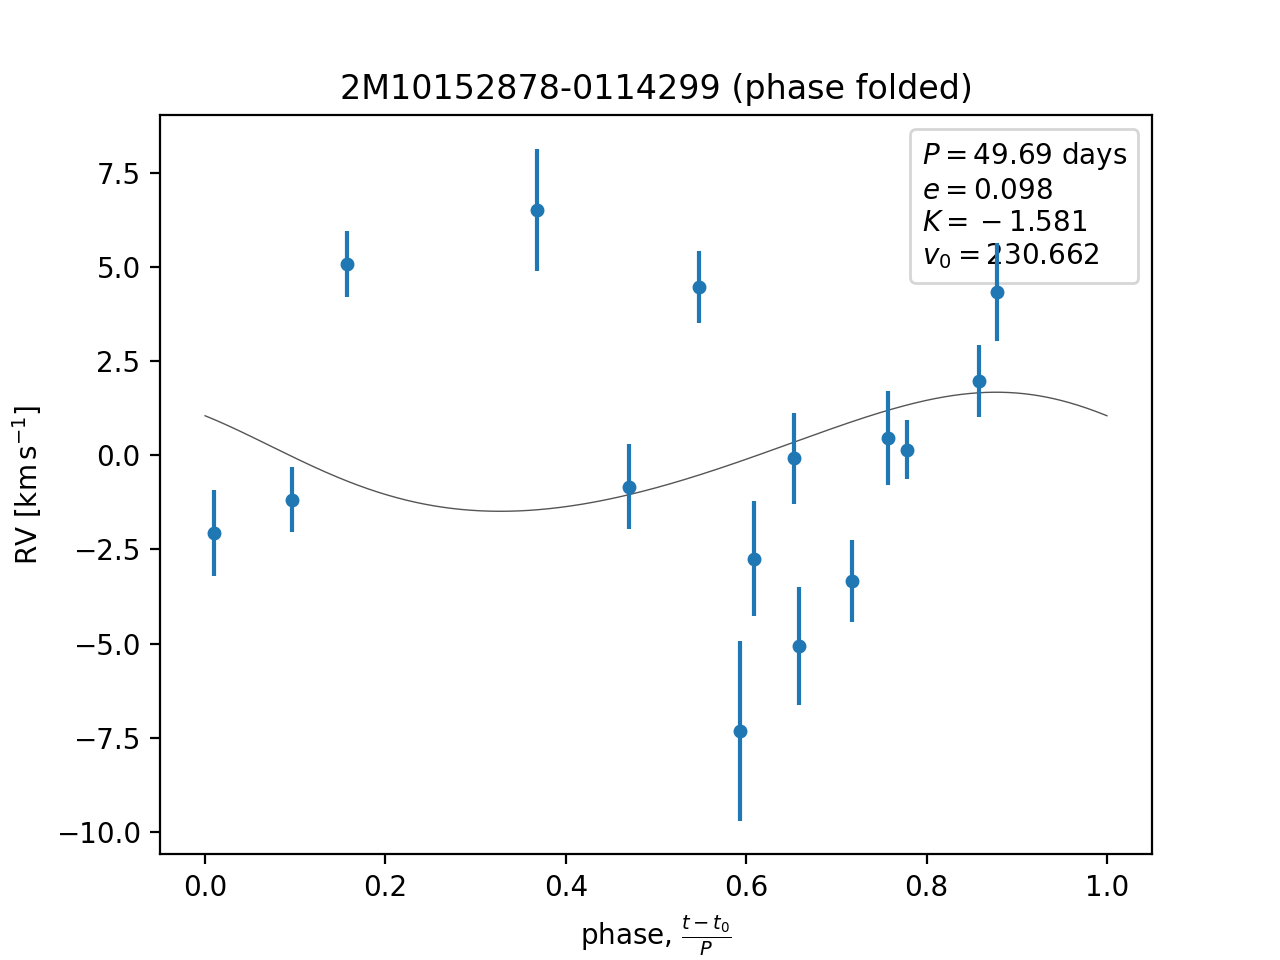 2M10152878-0114299 (phase folded)
P = 49.69 days
e = 0.098
K = −1.581
v₀ = 230.662
RV [km s⁻¹]
7.5
5.0
2.5
0.0
−2.5
−5.0
−7.5
−10.0
0.0 0.2 0.4 0.6 0.8 1.0
phase, (t − t₀)/P